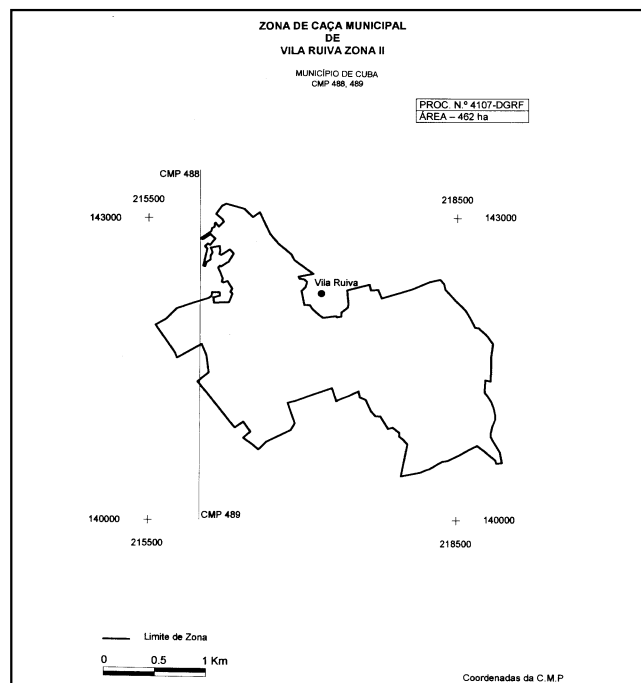 ZONA DE CAÇA MUNICIPAL
DE
VILA RUIVA ZONA II
MUNICÍPIO DE CUBA
CMP 488, 489
PROC. N.º 4107-DGRF
ÁREA – 462 ha
CMP 488
215500
218500
143000
143000
Vila Ruiva
140000
CMP 489
140000
215500
218500
Limite de Zona
0 0.5 1 Km
Coordenadas da C.M.P